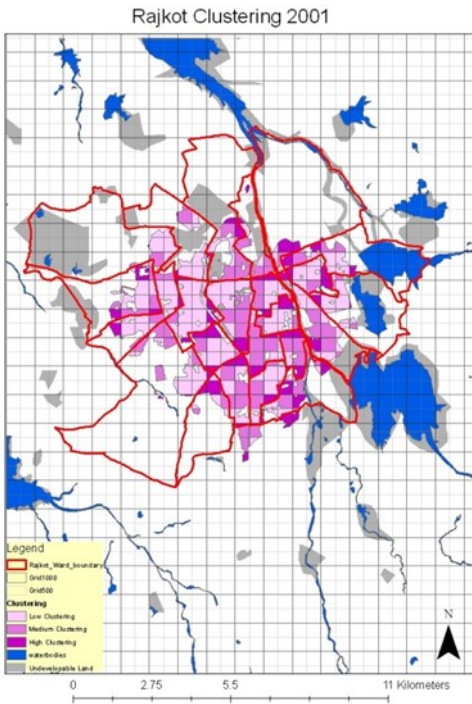 Rajkot Clustering 2001
Legend
Rajkot_Ward_boundary
Grid1000
Grid500
Clustering
Low Clustering
Medium Clustering
High Clustering
waterbodies
Undevelopable Land
N
0 2.75 5.5 11 Kilometers